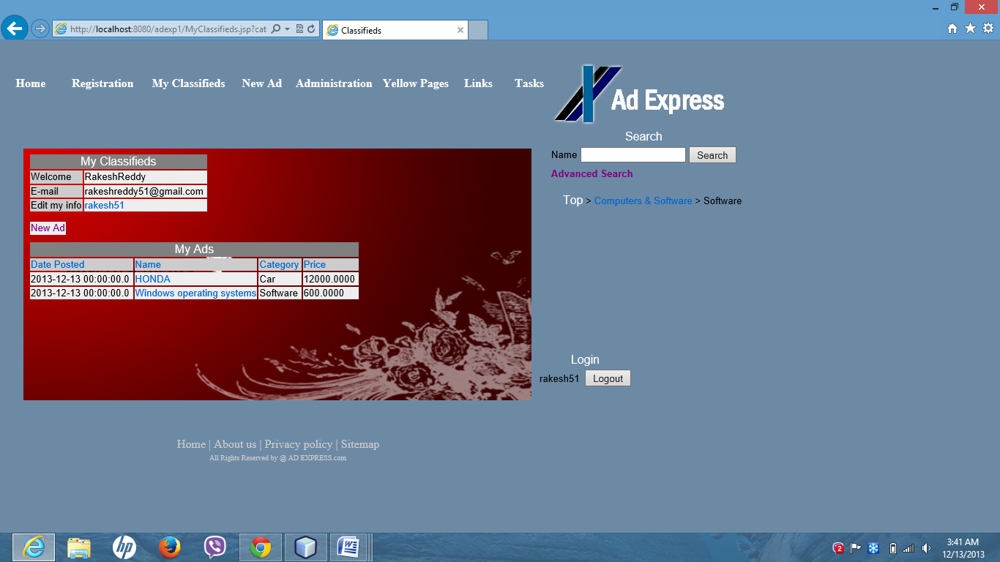 http://localhost:8080/adexp1/MyClassifieds.jsp?cat
Classifieds
Home Registration My Classifieds New Ad Administration Yellow Pages Links Tasks
Ad Express
My Classifieds
Welcome RakeshReddy
E-mail rakeshreddy51@gmail.com
Edit my info rakesh51
New Ad
My Ads
Date Posted Name Category Price
2013-12-13 00:00:00.0 HONDA Car 12000.0000
2013-12-13 00:00:00.0 Windows operating systems Software 600.0000
Search
Name Search
Advanced Search
Top > Computers & Software > Software
Login
rakesh51 Logout
Home | About us | Privacy policy | Sitemap
All Rights Reserved by @ AD EXPRESS.com
hp
2
3:41 AM
12/13/2013